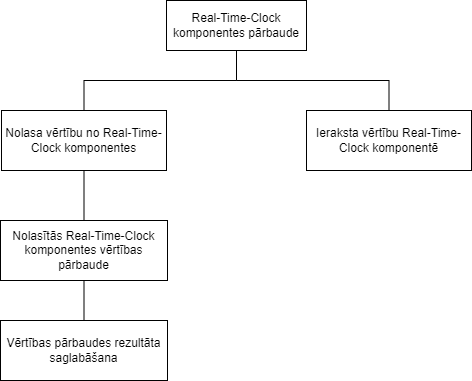 Real-Time-Clock
komponentes pārbaude
Nolasa vērtību no Real-Time-
Clock komponentes
Ieraksta vērtību Real-Time-
Clock komponentē
Nolasītās Real-Time-Clock
komponentes vērtības
pārbaude
Vērtības pārbaudes rezultāta
saglabāšana